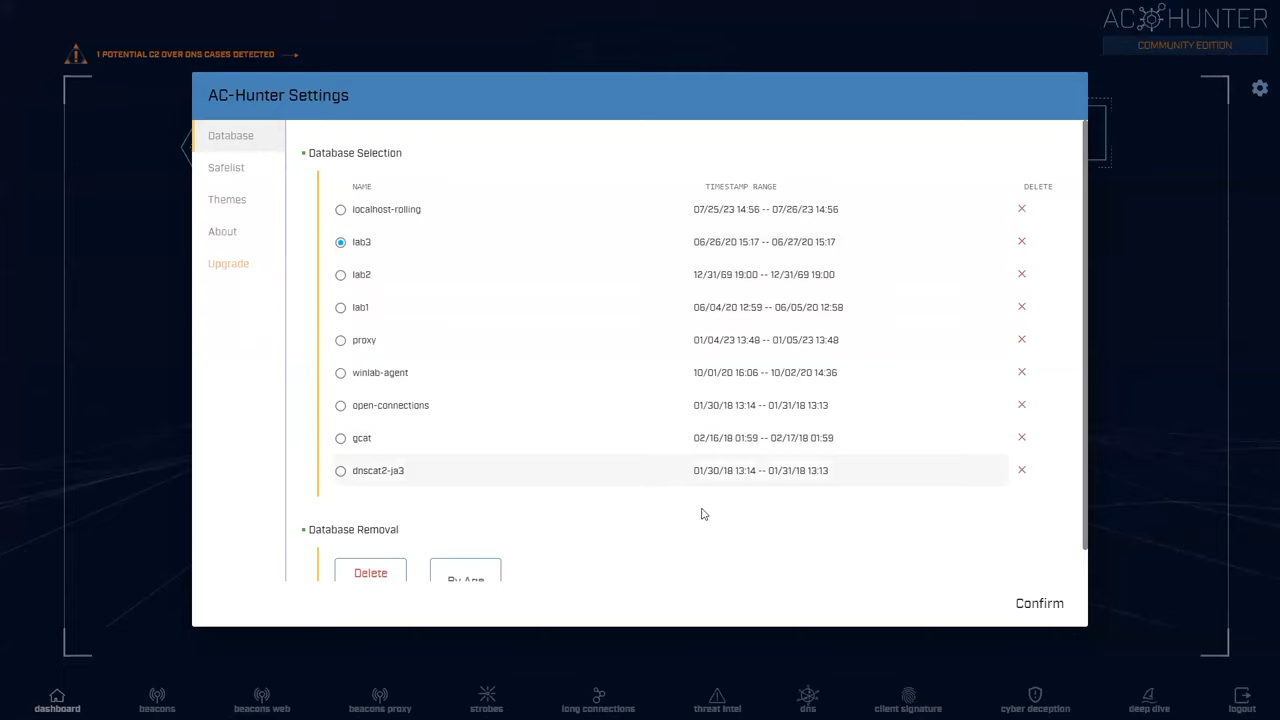 AC HUNTER
COMMUNITY EDITION
1 POTENTIAL C2 OVER DNS CASES DETECTED
AC-Hunter Settings
Database
Safelist
Themes
About
Upgrade
Database Selection
NAME TIMESTAMP RANGE DELETE
localhost-rolling 07/25/23 14:56 -- 07/26/23 14:56
lab3 06/26/20 15:17 -- 06/27/20 15:17
lab2 12/31/69 19:00 -- 12/31/69 19:00
lab1 06/04/20 12:59 -- 06/05/20 12:58
proxy 01/04/23 13:48 -- 01/05/23 13:48
winlab-agent 10/01/20 16:06 -- 10/02/20 14:36
open-connections 01/30/18 13:14 -- 01/31/18 13:13
gcat 02/16/18 01:59 -- 02/17/18 01:59
dnscat2-ja3 01/30/18 13:14 -- 01/31/18 13:13
Database Removal
Delete By Age
Confirm
dashboard beacons beacons web beacons proxy strobes long connections threat intel dns client signature cyber deception deep dive logout